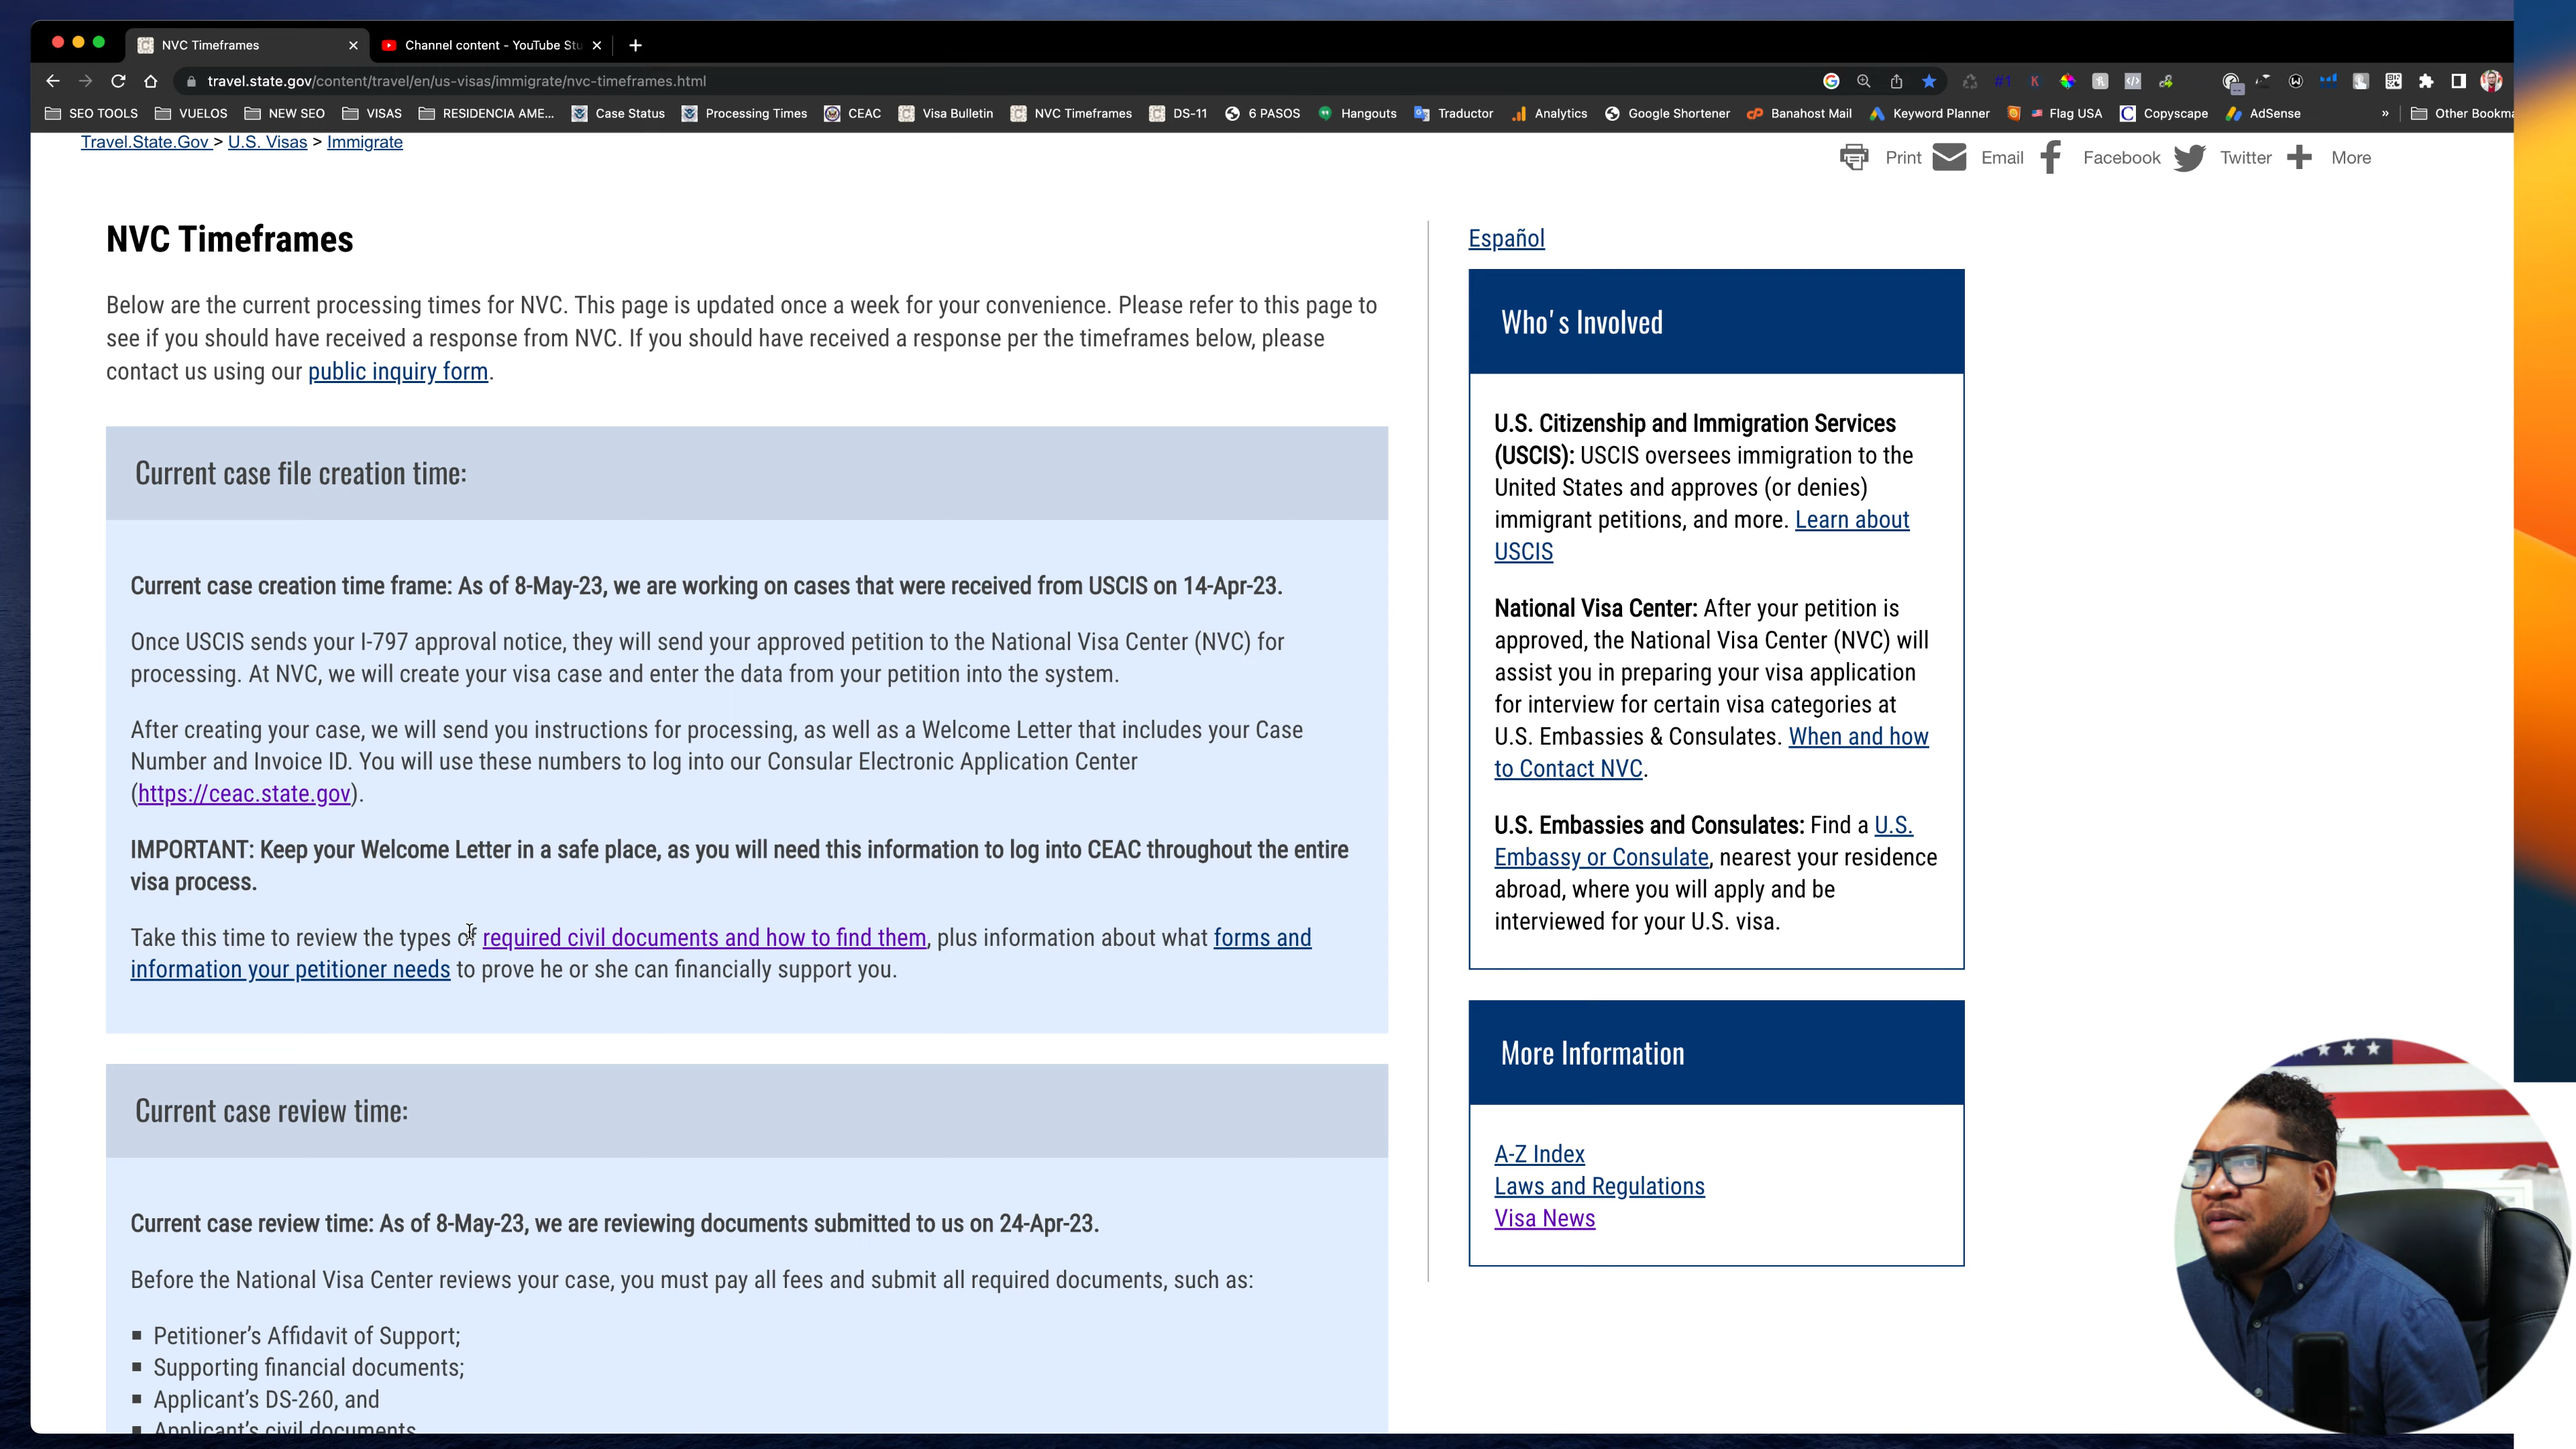 NVC Timeframes
Channel content - YouTube Stu
travel.state.gov/content/travel/en/us-visas/immigrate/nvc-timeframes.html
SEO TOOLS VUELOS NEW SEO VISAS RESIDENCIA AME... Case Status Processing Times CEAC Visa Bulletin NVC Timeframes DS-11 6 PASOS Hangouts Traductor Analytics Google Shortener Banahost Mail Keyword Planner Flag USA Copyscape AdSense » Other Bookma
Travel.State.Gov > U.S. Visas > Immigrate
Print Email Facebook Twitter More
NVC Timeframes
Below are the current processing times for NVC. This page is updated once a week for your convenience. Please refer to this page to
see if you should have received a response from NVC. If you should have received a response per the timeframes below, please
contact us using our public inquiry form.
Current case file creation time:
Current case creation time frame: As of 8-May-23, we are working on cases that were received from USCIS on 14-Apr-23.
Once USCIS sends your I-797 approval notice, they will send your approved petition to the National Visa Center (NVC) for
processing. At NVC, we will create your visa case and enter the data from your petition into the system.
After creating your case, we will send you instructions for processing, as well as a Welcome Letter that includes your Case
Number and Invoice ID. You will use these numbers to log into our Consular Electronic Application Center
(https://ceac.state.gov).
IMPORTANT: Keep your Welcome Letter in a safe place, as you will need this information to log into CEAC throughout the entire
visa process.
Take this time to review the types of required civil documents and how to find them, plus information about what forms and
information your petitioner needs to prove he or she can financially support you.
Current case review time:
Current case review time: As of 8-May-23, we are reviewing documents submitted to us on 24-Apr-23.
Before the National Visa Center reviews your case, you must pay all fees and submit all required documents, such as:
Petitioner's Affidavit of Support;
Supporting financial documents;
Applicant's DS-260, and
Applicant's civil documents
Español
Who's Involved
U.S. Citizenship and Immigration Services
(USCIS): USCIS oversees immigration to the
United States and approves (or denies)
immigrant petitions, and more. Learn about
USCIS
National Visa Center: After your petition is
approved, the National Visa Center (NVC) will
assist you in preparing your visa application
for interview for certain visa categories at
U.S. Embassies & Consulates. When and how
to Contact NVC.
U.S. Embassies and Consulates: Find a U.S.
Embassy or Consulate, nearest your residence
abroad, where you will apply and be
interviewed for your U.S. visa.
More Information
A-Z Index
Laws and Regulations
Visa News